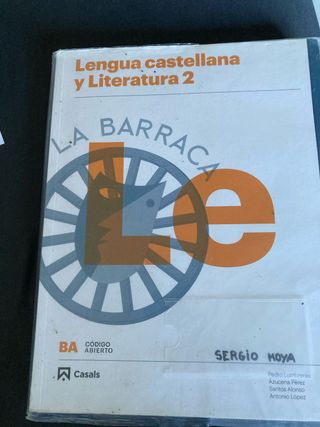 Lengua castellana
y Literatura 2
LA BARRACA
Le
BA CÓDIGO
ABIERTO
Casals
SERGIO MOYA
Pedro Lumbreras
Azucena Pérez
Santos Alonso
Antonio López